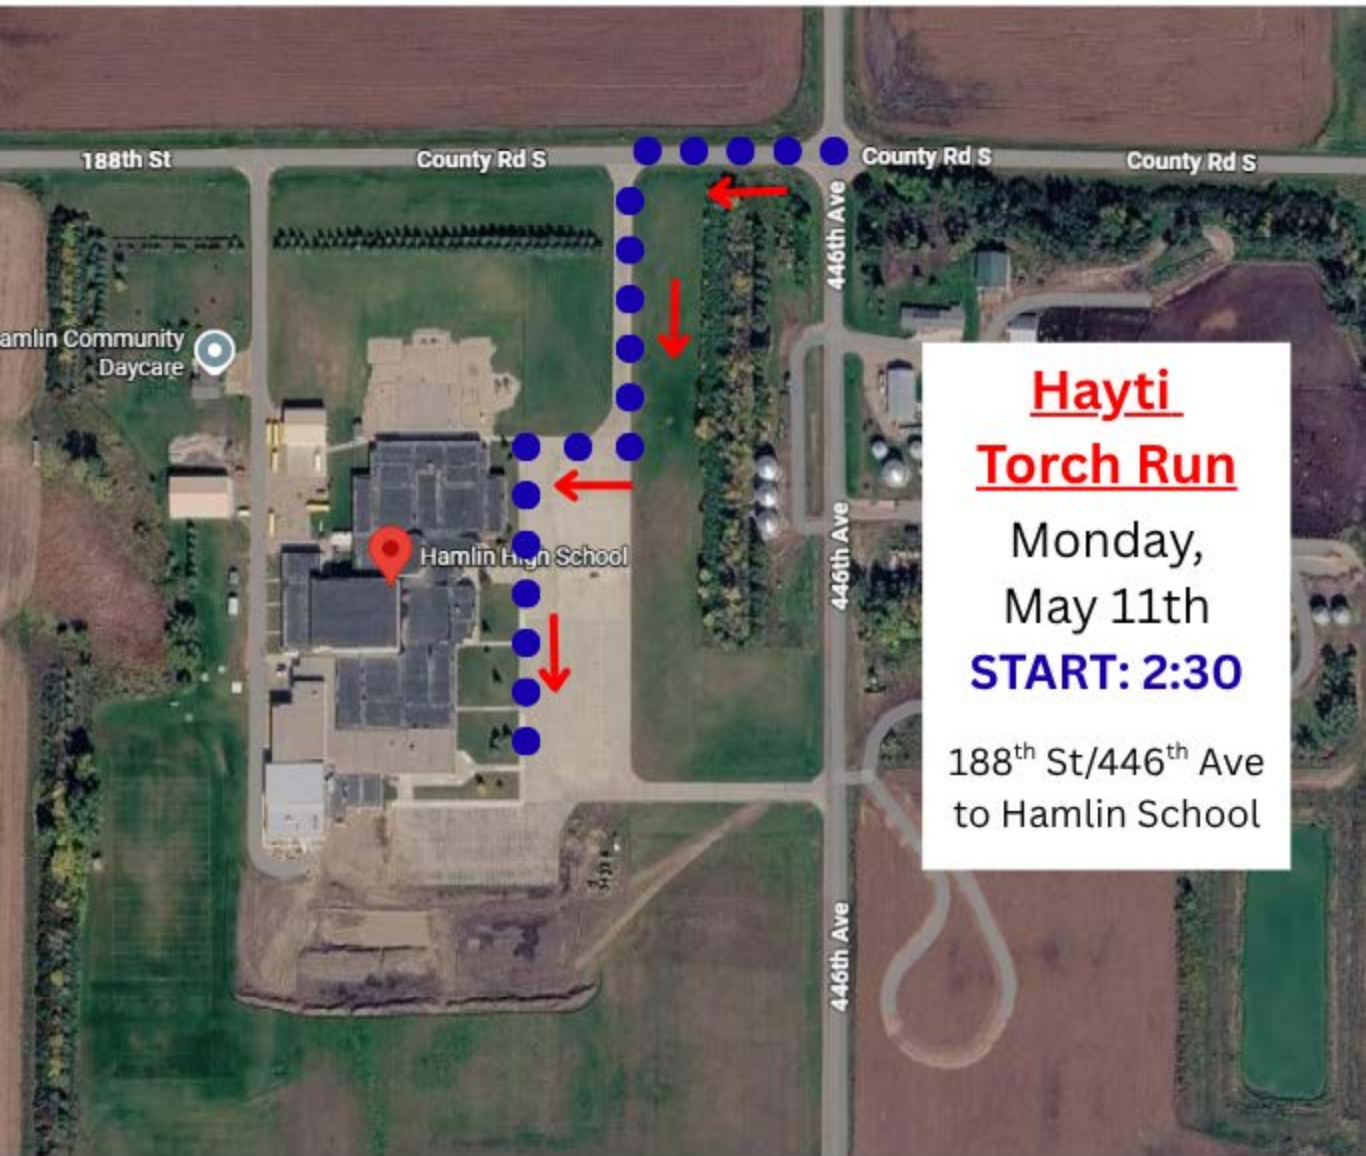 188th St
County Rd S
County Rd S
County Rd S
446th Ave
amlin Community
Daycare
Hamlin High School
446th Ave
446th Ave
Hayti
Torch Run
Monday,
May 11th
START: 2:30
188th St/446th Ave
to Hamlin School